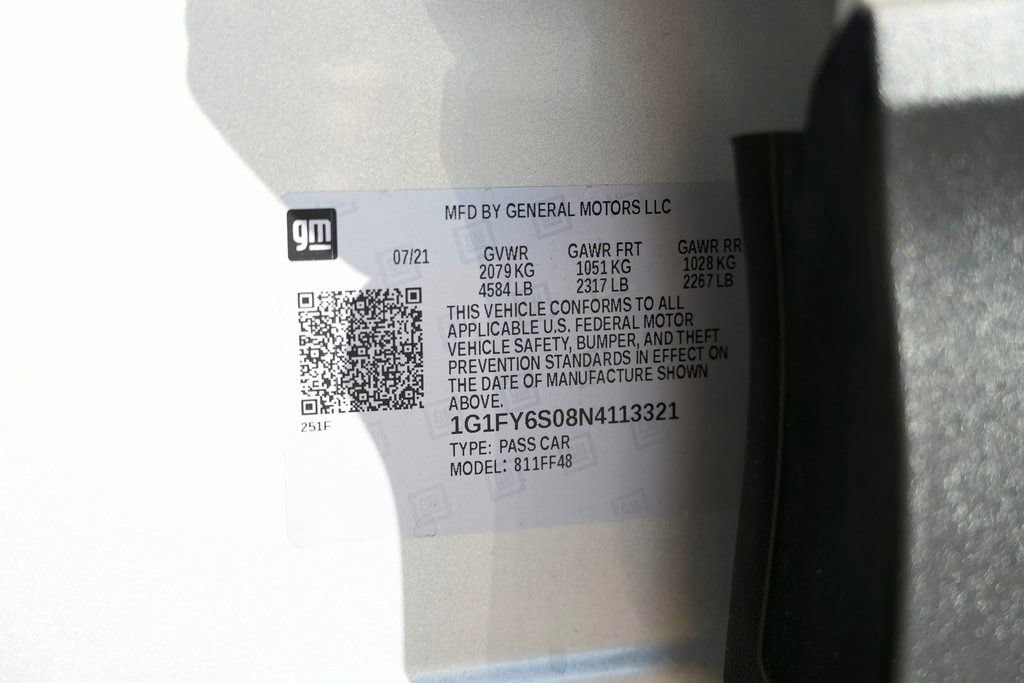 MFD BY GENERAL MOTORS LLC
gm
07/21 GVWR GAWR FRT GAWR RR
2079 KG 1051 KG 1028 KG
4584 LB 2317 LB 2267 LB
THIS VEHICLE CONFORMS TO ALL
APPLICABLE U.S. FEDERAL MOTOR
VEHICLE SAFETY, BUMPER, AND THEFT
PREVENTION STANDARDS IN EFFECT ON
THE DATE OF MANUFACTURE SHOWN
ABOVE.
1G1FY6S08N4113321
251F
TYPE: PASS CAR
MODEL: 811FF48